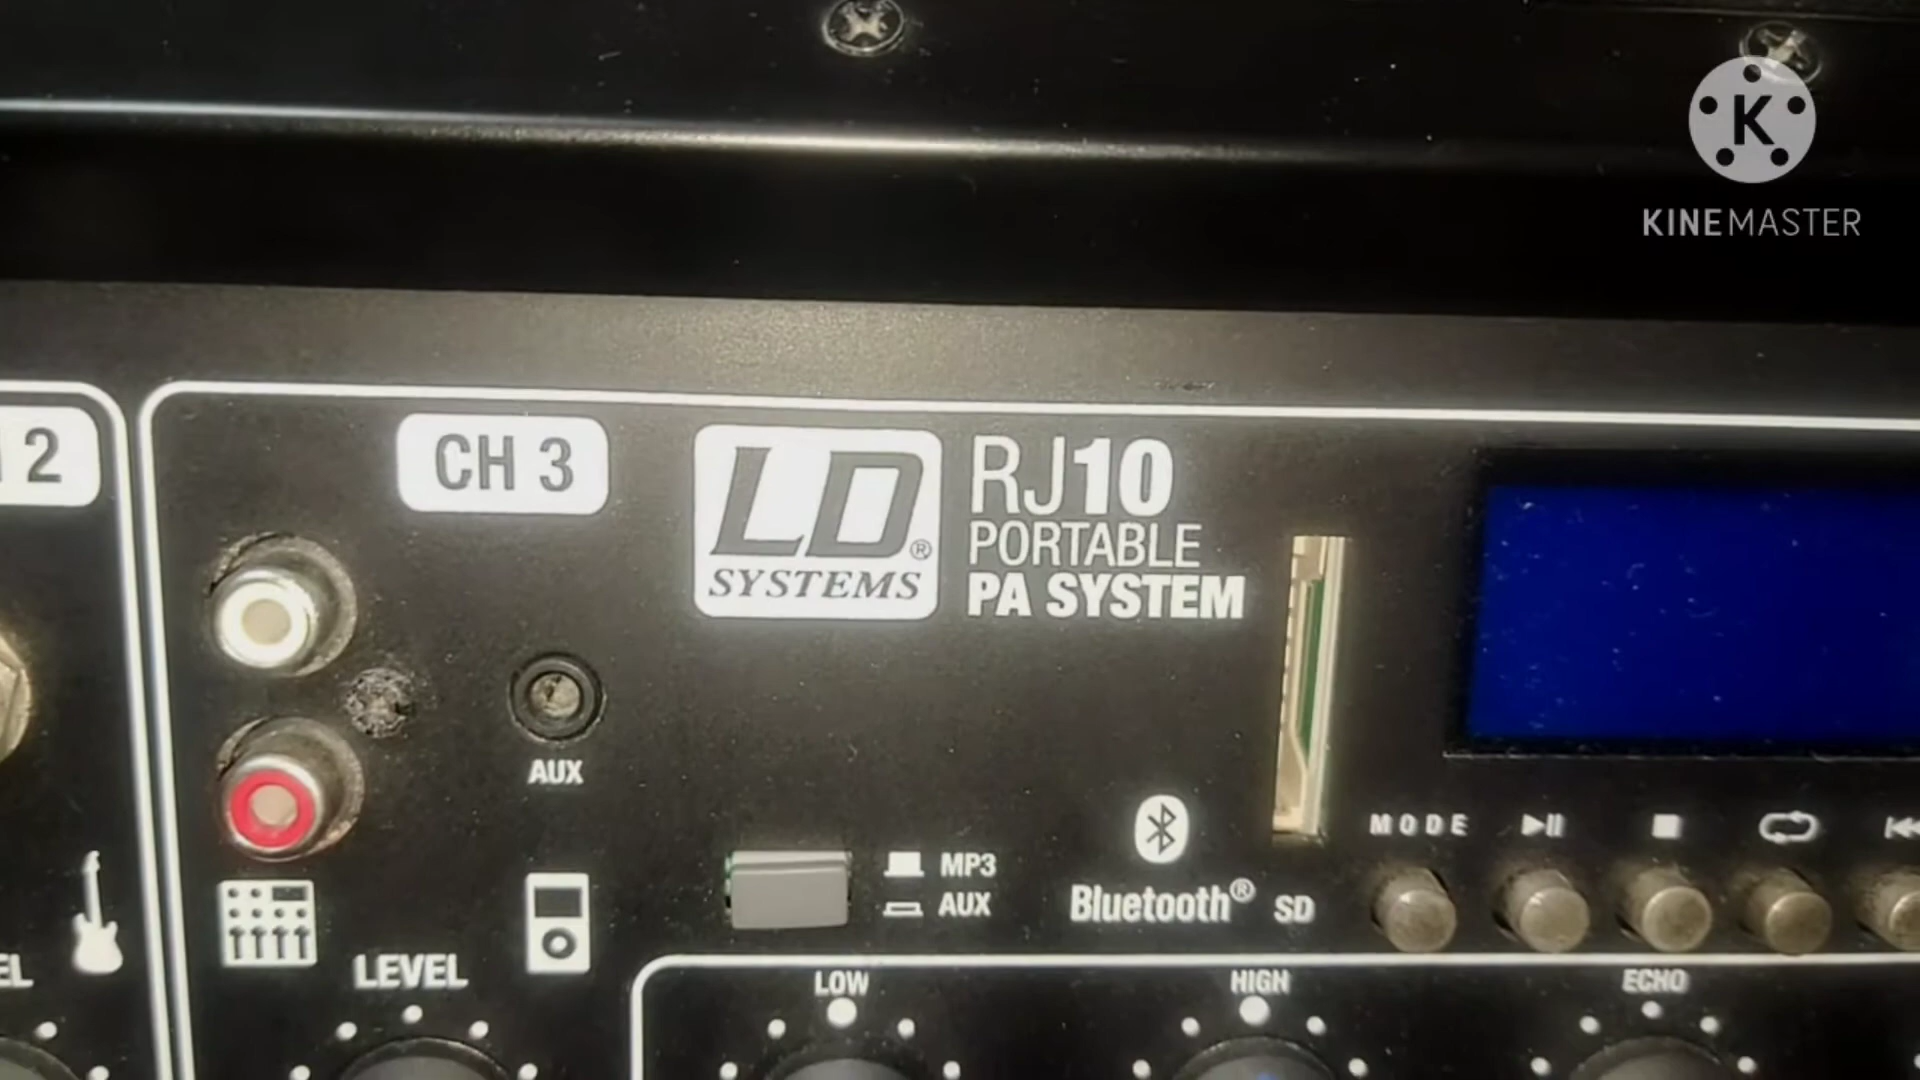 K
KINEMASTER
2
CH 3
LD®
SYSTEMS
RJ10
PORTABLE
PA SYSTEM
AUX
MODE
MP3
AUX
Bluetooth®
SD
EL
LEVEL
LOW
HIGH
ECHO